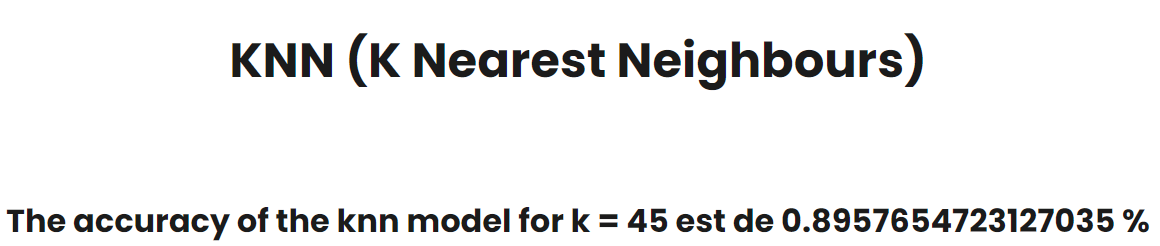 KNN (K Nearest Neighbours)
The accuracy of the knn model for k = 45 est de 0.8957654723127035 %